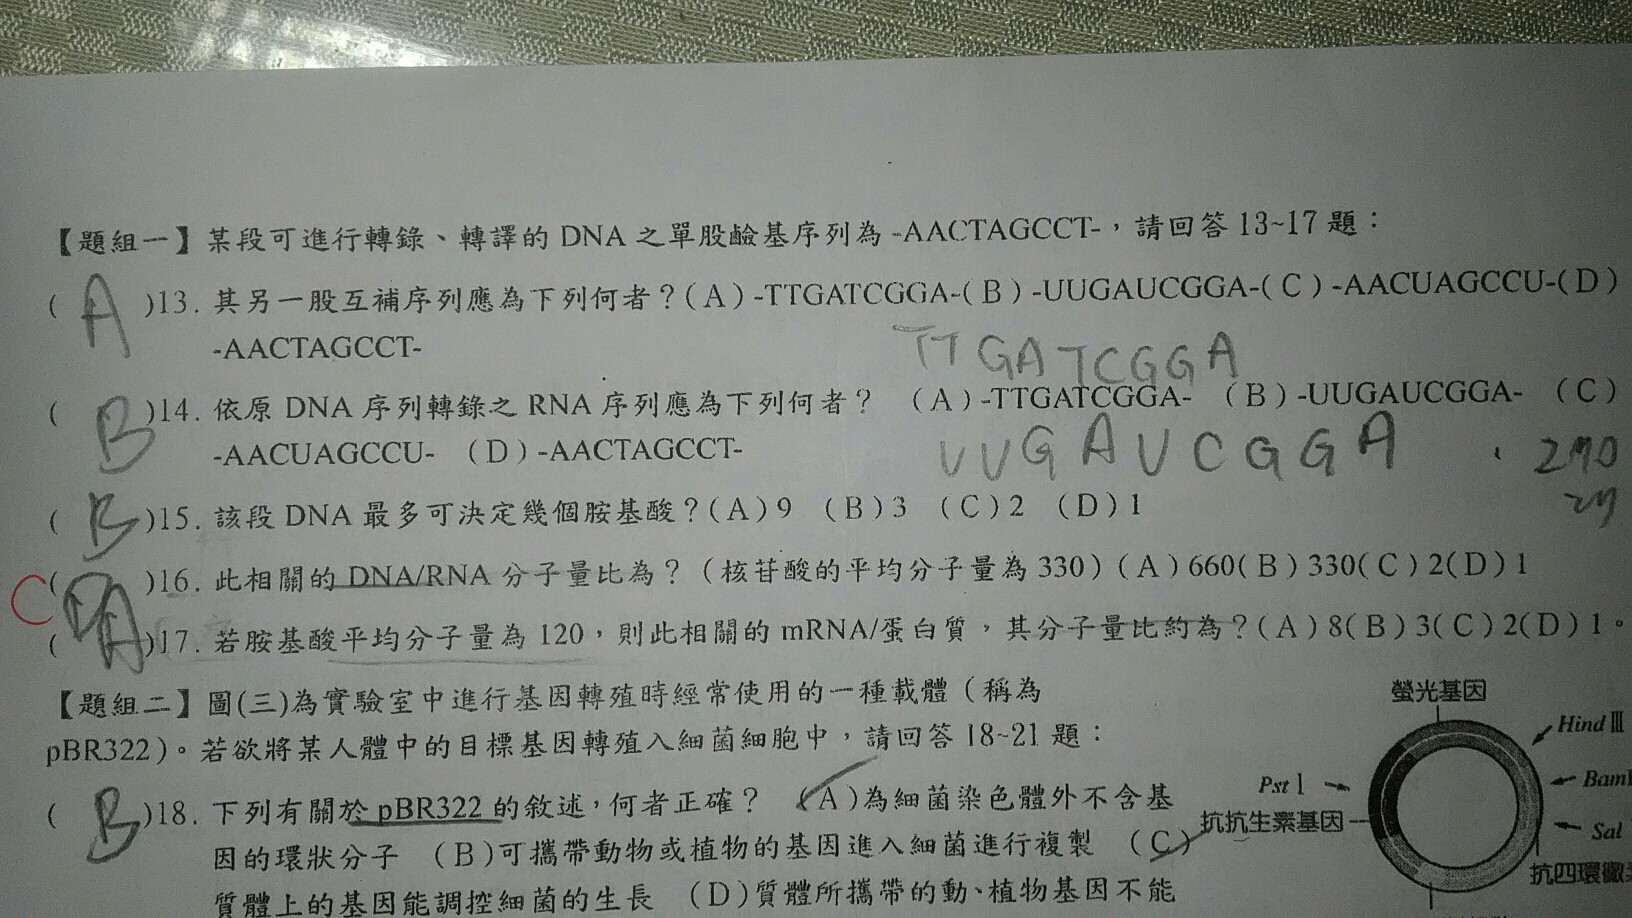 【題組一】某段可進行轉錄、轉譯的 DNA 之單股鹼基序列為 -AACTAGCCT-，請回答 13~17 題：
( A )13. 其另一股互補序列應為下列何者？(A)-TTGATCGGA-(B)-UUGAUCGGA-(C)-AACUAGCCU-(D)
-AACTAGCCT-
TTGATCGGA
( B )14. 依原 DNA 序列轉錄之 RNA 序列應為下列何者？ (A)-TTGATCGGA- (B)-UUGAUCGGA- (C)
-AACUAGCCU- (D)-AACTAGCCT-
UUGAUCGGA
270
27
( B )15. 該段 DNA 最多可決定幾個胺基酸？(A)9 (B)3 (C)2 (D)1
C( D )16. 此相關的 DNA/RNA 分子量比為？（核苷酸的平均分子量為 330）(A)660(B)330(C)2(D)1
( A )17. 若胺基酸平均分子量為 120，則此相關的 mRNA/蛋白質，其分子量比約為？(A)8(B)3(C)2(D)1。
【題組二】圖(三)為實驗室中進行基因轉殖時經常使用的一種載體（稱為
pBR322）。若欲將某人體中的目標基因轉殖入細菌細胞中，請回答 18~21 題：
( B )18. 下列有關於 pBR322 的敘述，何者正確？ (A)為細菌染色體外不含基
因的環狀分子 (B)可攜帶動物或植物的基因進入細菌進行複製 (C)
質體上的基因能調控細菌的生長 (D)質體所攜帶的動、植物基因不能
螢光基因
Hind Ⅲ
Pst Ⅰ
Bam
抗抗生素基因
Sal
抗四環黴